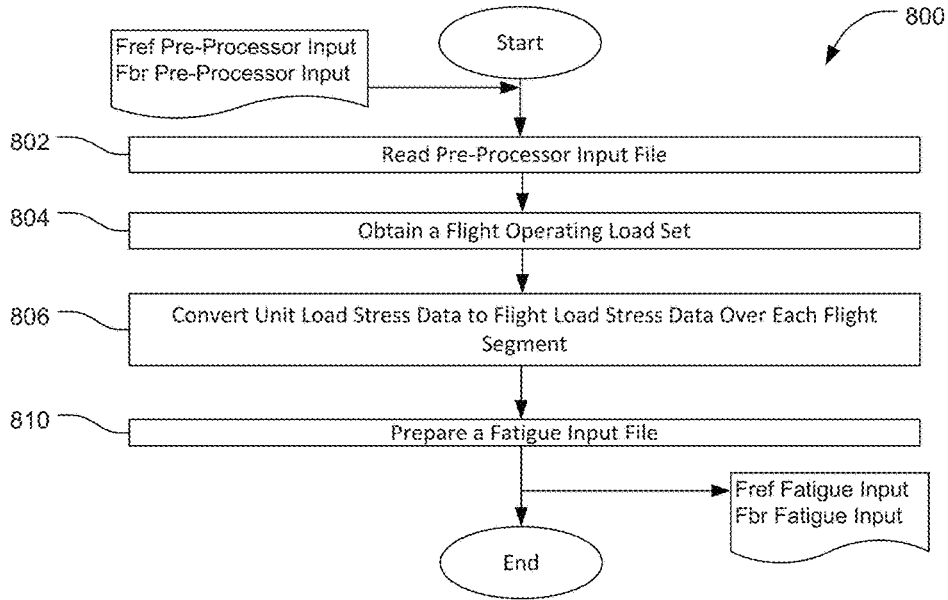 800
Start
Fref Pre-Processor Input
Fbr Pre-Processor Input
802
Read Pre-Processor Input File
804
Obtain a Flight Operating Load Set
806
Convert Unit Load Stress Data to Flight Load Stress Data Over Each Flight
Segment
810
Prepare a Fatigue Input File
Fref Fatigue Input
Fbr Fatigue Input
End